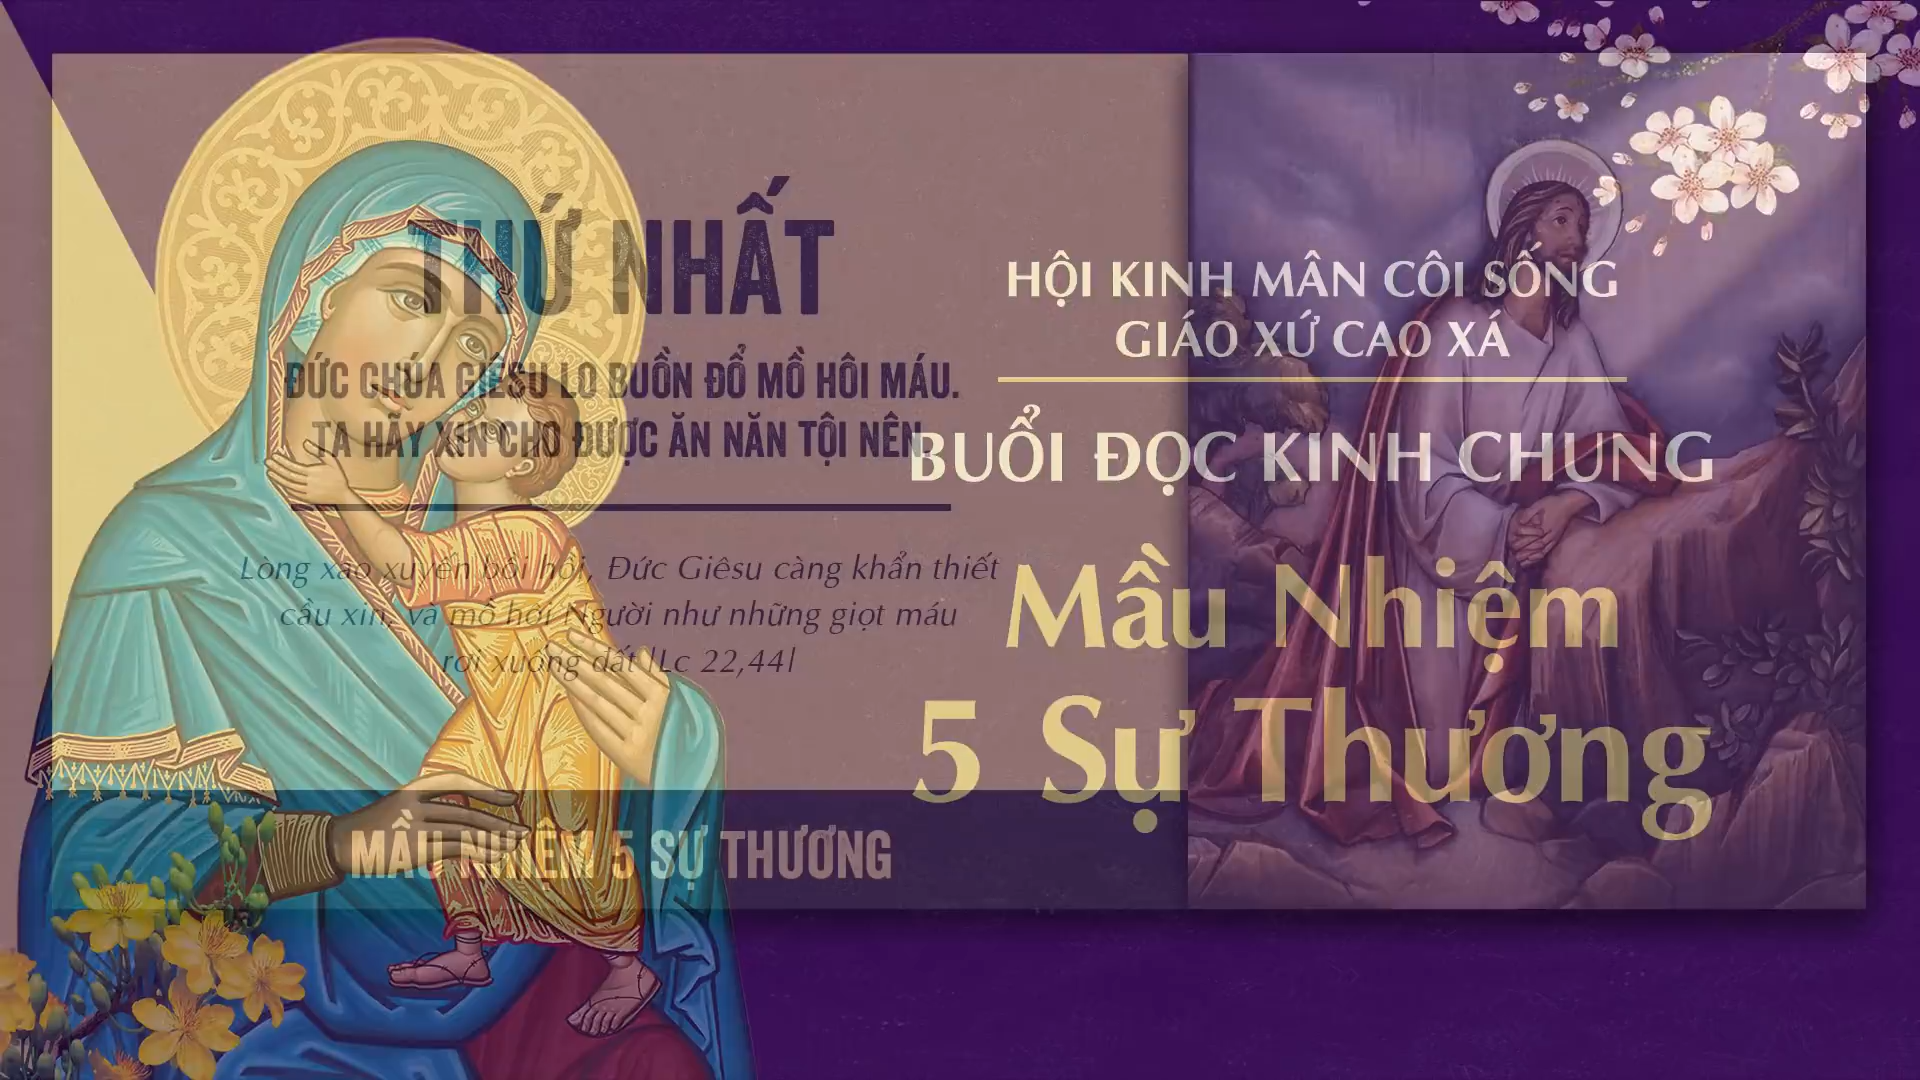 THỨ NHẤT
ĐỨC CHÚA GIÊSU LO BUỒN ĐỔ MỒ HÔI MÁU.
TA HÃY XIN CHO ĐƯỢC ĂN NĂN TỘI NÊN.
Lòng xao xuyến bồi hồi, Đức Giêsu càng khẩn thiết
cầu xin, và mồ hôi Người như những giọt máu
rơi xuống đất |Lc 22,44|
MẦU NHIỆM 5 SỰ THƯƠNG
HỘI KINH MÂN CÔI SỐNG
GIÁO XỨ CAO XÁ
BUỔI ĐỌC KINH CHUNG
Mầu Nhiệm
5 Sự Thương